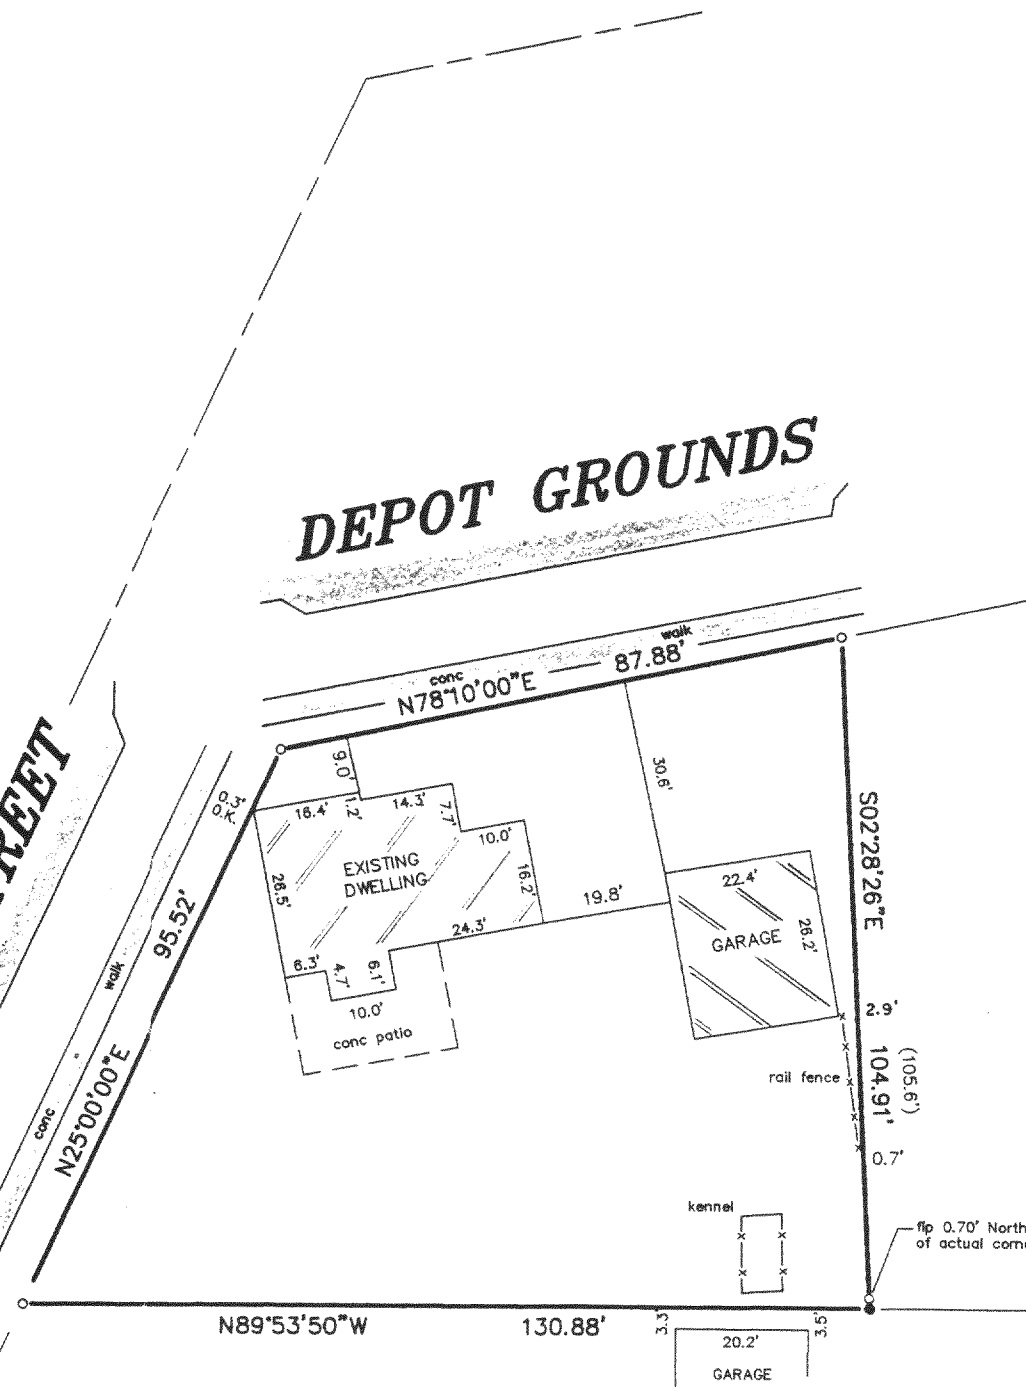 DEPOT GROUNDS
walk
conc
N78°10'00"E
87.88'
9.0'
30.6'
0.3'
O.K.
16.4'
1.2'
14.3'
7.7'
10.0'
EXISTING
DWELLING
26.5'
16.2'
24.3'
6.3'
4.7'
6.1'
10.0'
conc patio
19.8'
22.4'
GARAGE
26.2'
S02°28'26"E
2.9'
104.91'
(105.6')
rail fence
0.7'
95.52'
walk
N25°00'00"E
conc
kennel
fip 0.70' North
of actual
N89°53'50"W
130.88'
3.3'
20.2'
3.5'
GARAGE